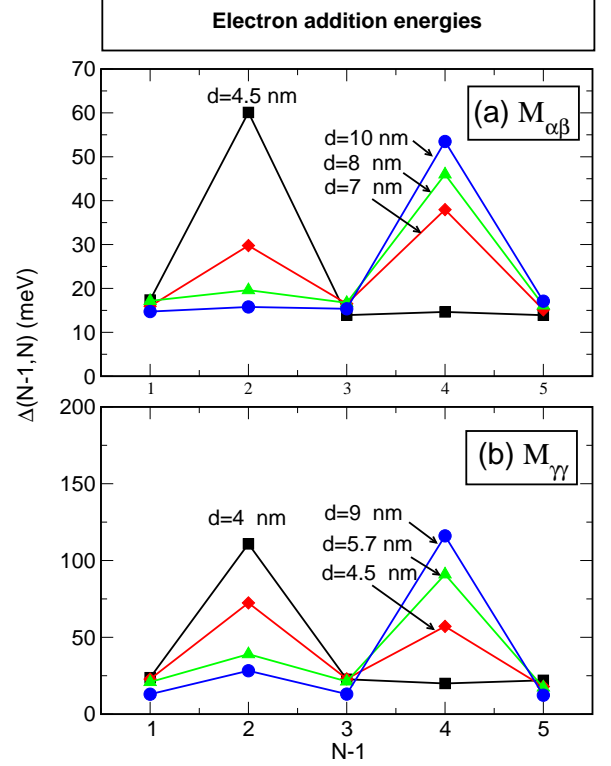 Electron addition energies
Δ(N-1,N) (meV)
70
60
50
40
30
20
10
0
d=4.5 nm
(a) Mαβ
d=10 nm
d=8 nm
d=7 nm
1 2 3 4 5
200
150
100
50
0
(b) Mγγ
d=4 nm
d=9 nm
d=5.7 nm
d=4.5 nm
1 2 3 4 5
N-1